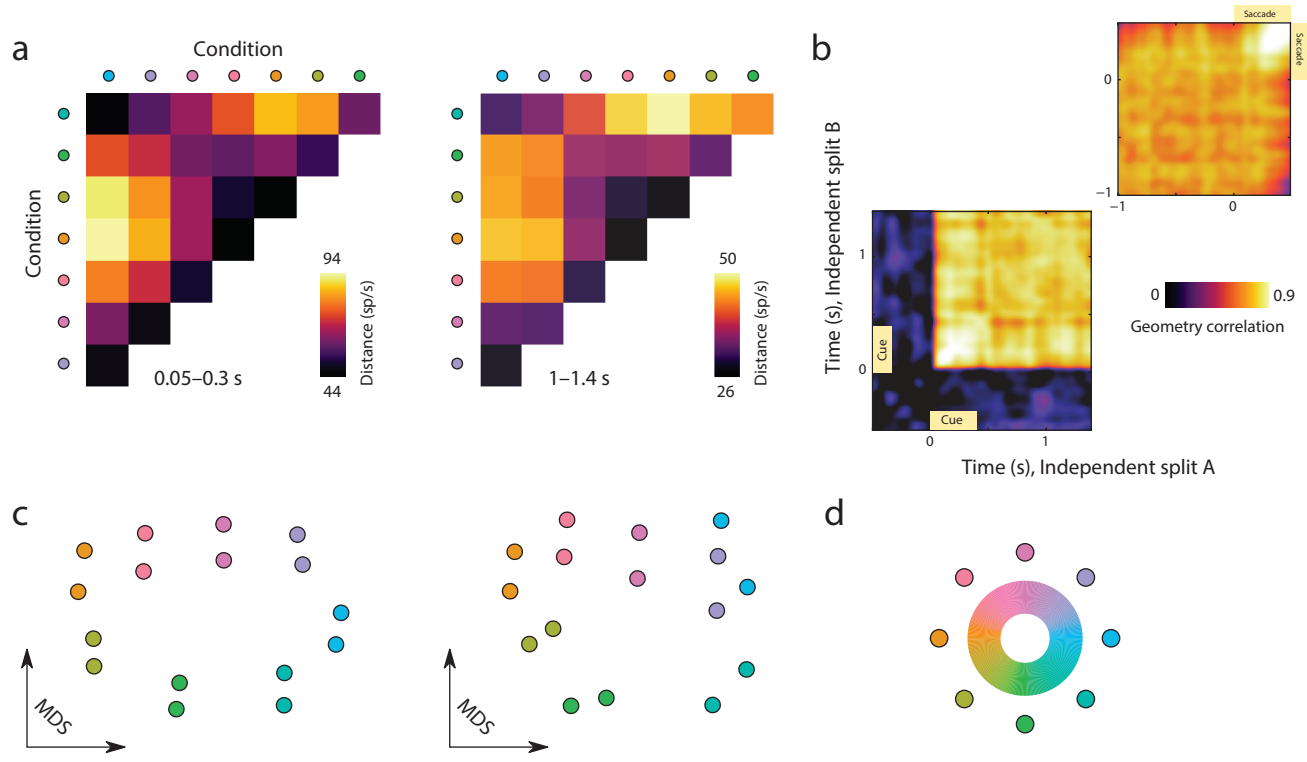 a
Condition
Condition
94
Distance (sp/s)
44
0.05–0.3 s
50
Distance (sp/s)
26
1–1.4 s
b
Saccade
Saccade
0
−1
−1
0
Time (s), Independent split B
1
0
Cue
Cue
0
1
Time (s), Independent split A
0
0.9
Geometry correlation
c
MDS
MDS
d